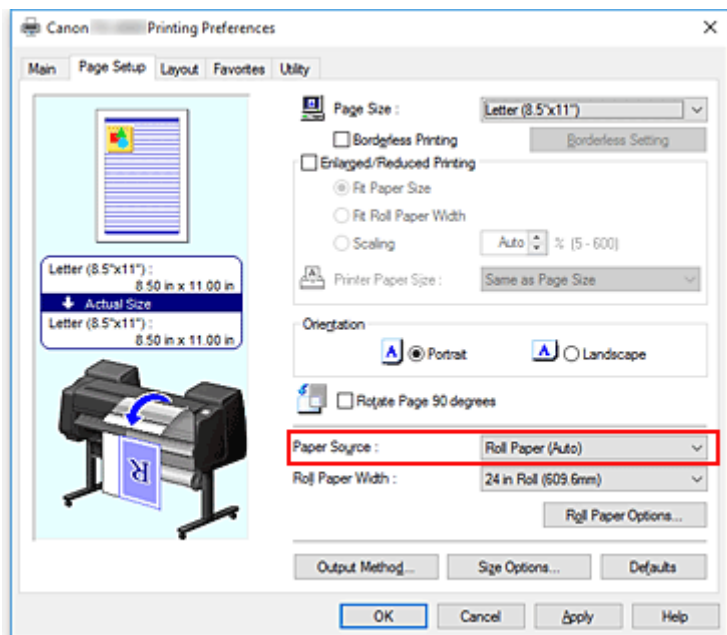 Canon Printing Preferences
Main Page Setup Layout Favorites Utility
Page Size : Letter (8.5"x11")
Borderless Printing Borderless Setting
Enlarged/Reduced Printing
Fit Paper Size
Fit Roll Paper Width
Scaling Auto % (5 - 600)
Printer Paper Size : Same as Page Size
Letter (8.5"x11") :
8.50 in x 11.00 in
Actual Size
Letter (8.5"x11") :
8.50 in x 11.00 in
Orientation
A Portrait A Landscape
Rotate Page 90 degrees
R
Paper Source : Roll Paper (Auto)
Roll Paper Width : 24 in Roll (609.6mm)
Roll Paper Options...
Output Method... Size Options... Defaults
OK Cancel Apply Help